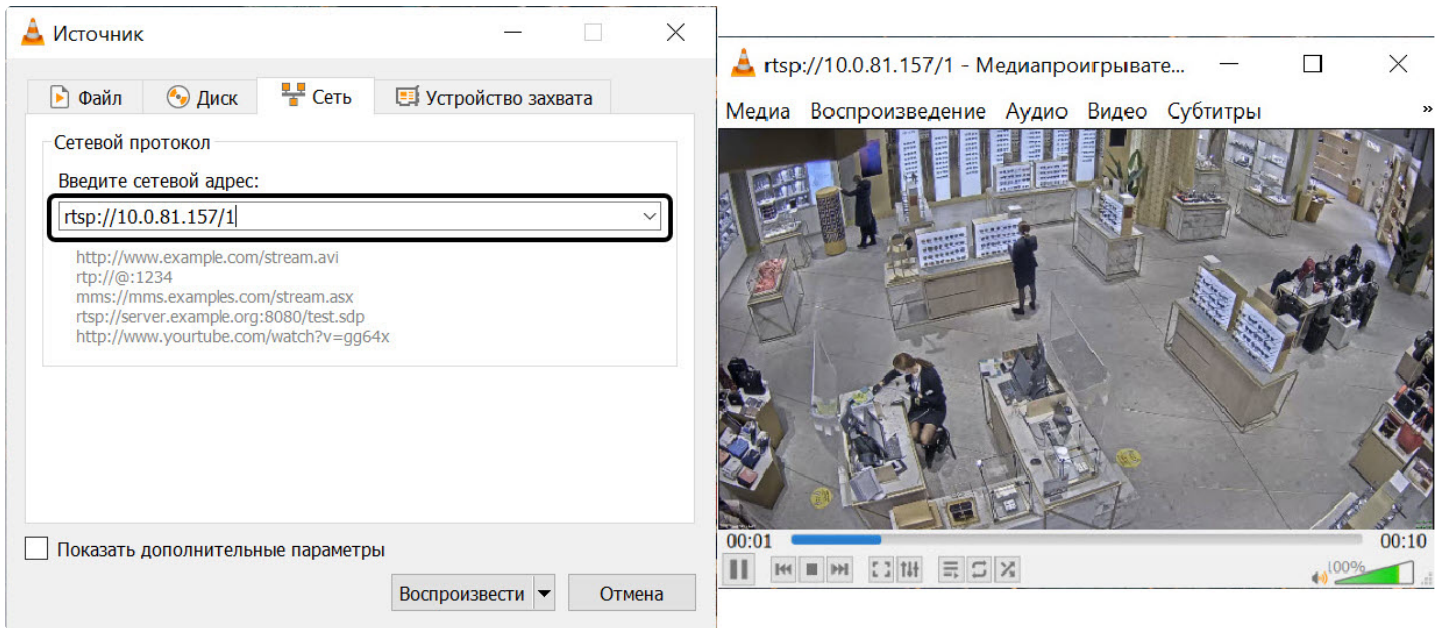 Источник
Файл
Диск
Сеть
Устройство захвата
Сетевой протокол
Введите сетевой адрес:
rtsp://10.0.81.157/1
http://www.example.com/stream.avi
rtp://@:1234
mms://mms.examples.com/stream.asx
rtsp://server.example.org:8080/test.sdp
http://www.yourtube.com/watch?v=gg64x
Показать дополнительные параметры
Воспроизвести
Отмена
rtsp://10.0.81.157/1 - Медиапроигрывате...
Медиа Воспроизведение Аудио Видео Субтитры »
00:01
00:10
100%